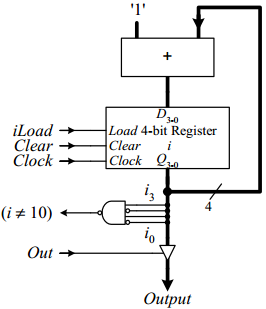 '1'
+
D3-0
iLoad Load 4-bit Register
Clear Clear i
Clock Clock Q3-0
i3
4
(i ≠ 10)
i0
Out
Output